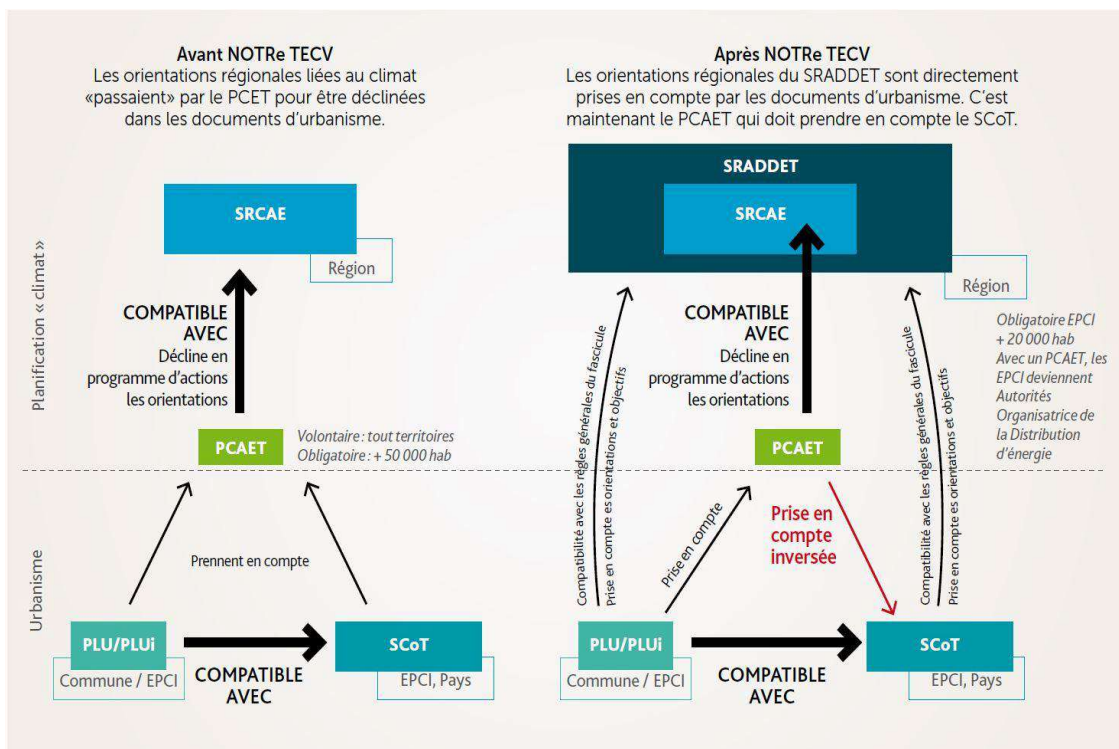 Avant NOTRe TECV
Les orientations régionales liées au climat
«passaient» par le PCET pour être déclinées
dans les documents d'urbanisme.
Planification « climat »
SRCAE
Région
COMPATIBLE
AVEC
Décline en
programme d'actions
les orientations
PCAET
Volontaire : tout territoires
Obligatoire : + 50 000 hab
Urbanisme
Prennent en compte
PLU/PLUi
Commune / EPCI
COMPATIBLE
AVEC
SCoT
EPCI, Pays
Après NOTRe TECV
Les orientations régionales du SRADDET sont directement
prises en compte par les documents d'urbanisme. C'est
maintenant le PCAET qui doit prendre en compte le SCoT.
SRADDET
SRCAE
Région
COMPATIBLE
AVEC
Décline en
programme d'actions
les orientations
Obligatoire EPCI
+ 20 000 hab
Avec un PCAET, les
EPCI deviennent
Autorités
Organisatrice de
la Distribution
d'énergie
PCAET
Compatibilité avec les règles générales du fascicule
Prise en compte es orientations et objectifs
Prise en compte
Prise en
compte
inversée
Compatibilité avec les règles générales du fascicule
Prise en compte es orientations et objectifs
PLU/PLUi
Commune / EPCI
COMPATIBLE
AVEC
SCoT
EPCI, Pays